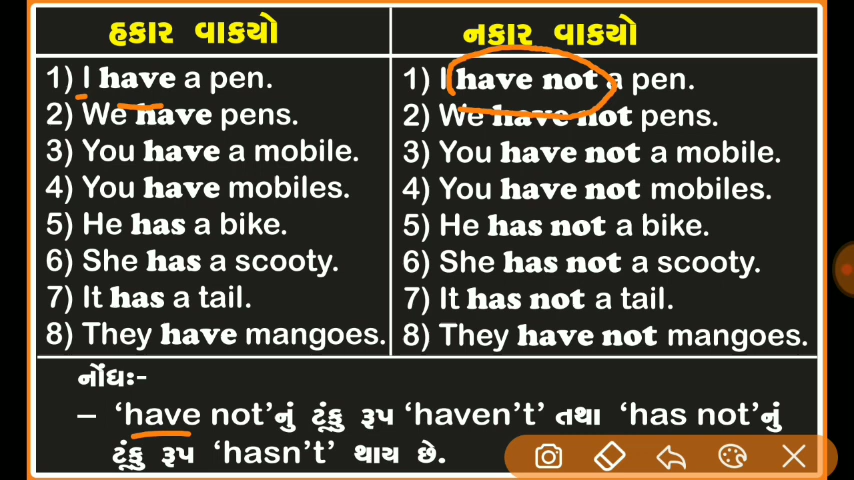 હકાર વાકયો
નકાર વાકયો
1) I have a pen.
2) We have pens.
3) You have a mobile.
4) You have mobiles.
5) He has a bike.
6) She has a scooty.
7) It has a tail.
8) They have mangoes.
1) I have not a pen.
2) We have not pens.
3) You have not a mobile.
4) You have not mobiles.
5) He has not a bike.
6) She has not a scooty.
7) It has not a tail.
8) They have not mangoes.
નોંધઃ-
– ‘have not’નું ટૂંકુ રૂપ ‘haven’t’ તથા ‘has not’નું
ટૂંકુ રૂપ ‘hasn’t’ થાય છે.